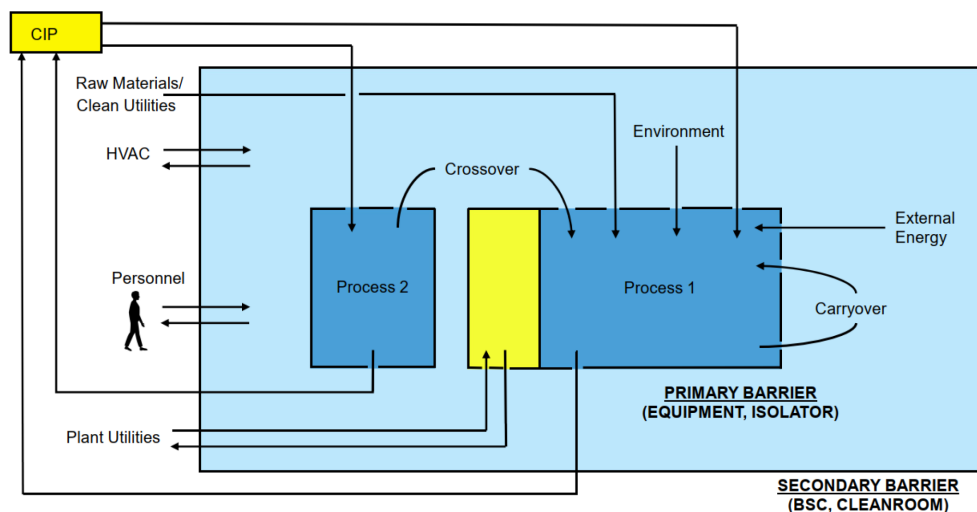 CIP
Raw Materials/
Clean Utilities
HVAC
Environment
Crossover
External
Energy
Personnel
Process 2
Process 1
Carryover
PRIMARY BARRIER
(EQUIPMENT, ISOLATOR)
Plant Utilities
SECONDARY BARRIER
(BSC, CLEANROOM)